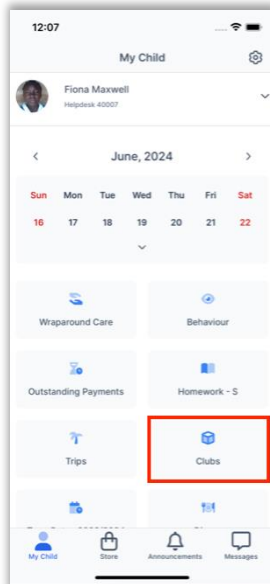 12:07
My Child
Fiona Maxwell
Helpdesk 40007
June, 2024
Sun Mon Tue Wed Thu Fri Sat
16 17 18 19 20 21 22
Wraparound Care Behaviour
Outstanding Payments Homework - S
Trips Clubs
My Child Store Announcements Messages